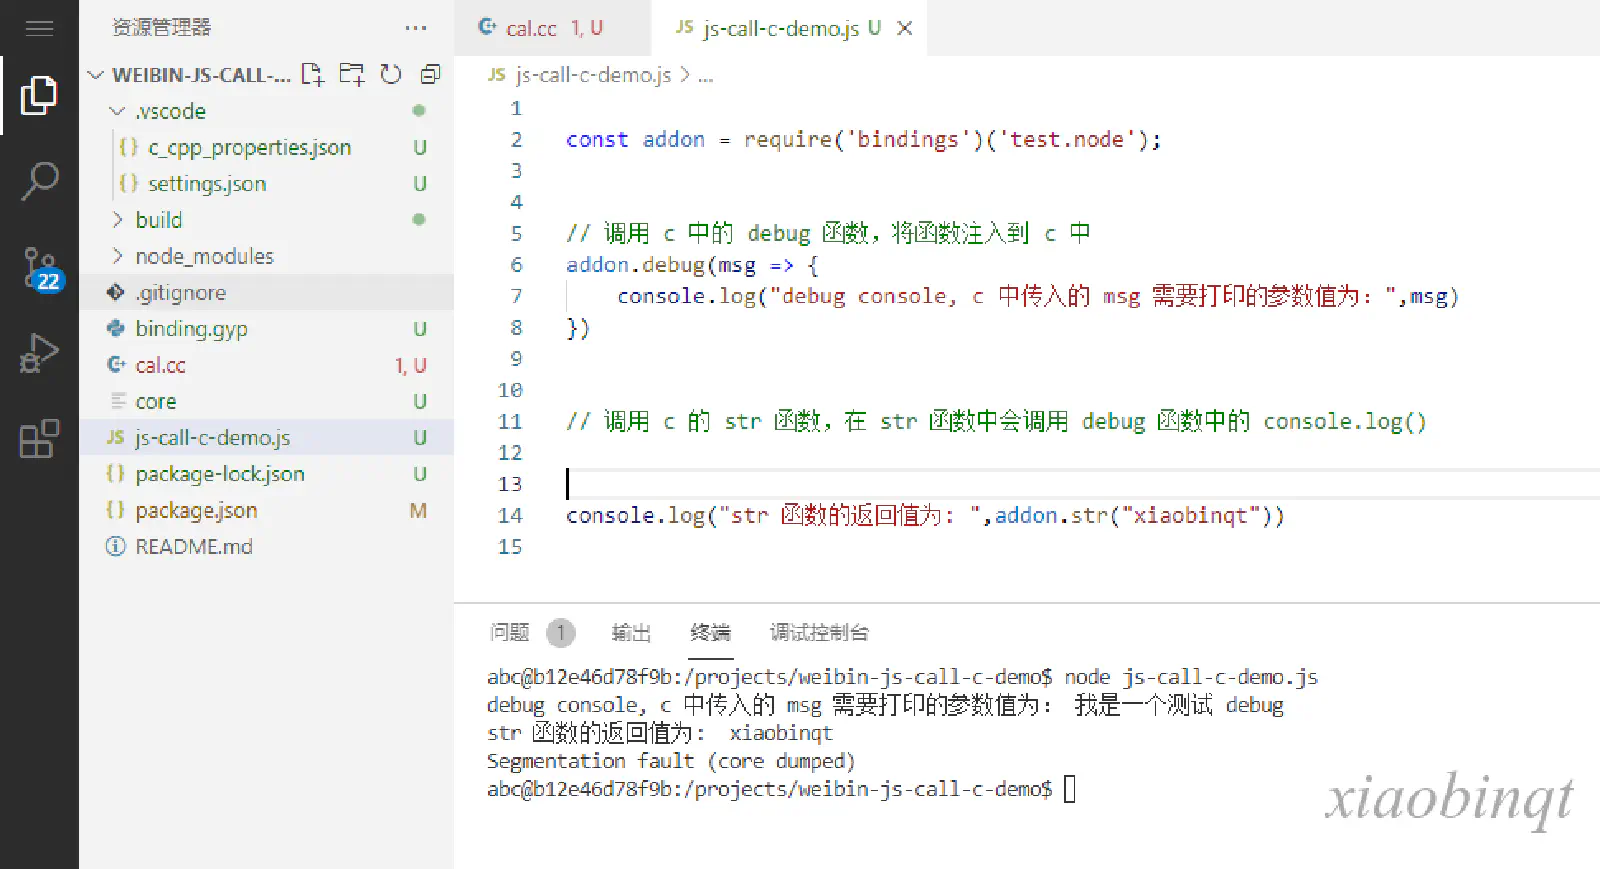 资源管理器 ···
WEIBIN-JS-CALL-...
.vscode
{} c_cpp_properties.json U
{} settings.json U
build
node_modules
.gitignore
binding.gyp U
cal.cc 1, U
core U
JS js-call-c-demo.js U
{} package-lock.json U
{} package.json M
README.md
22
cal.cc 1, U
JS js-call-c-demo.js U
JS js-call-c-demo.js > ...
1
2 const addon = require('bindings')('test.node');
3
4
5 // 调用 c 中的 debug 函数，将函数注入到 c 中
6 addon.debug(msg => {
7 console.log("debug console, c 中传入的 msg 需要打印的参数值为: ",msg)
8 })
9
10
11 // 调用 c 的 str 函数，在 str 函数中会调用 debug 函数中的 console.log()
12
13
14 console.log("str 函数的返回值为: ",addon.str("xiaobinqt"))
15
问题 1 输出 终端 调试控制台
abc@b12e46d78f9b:/projects/weibin-js-call-c-demo$ node js-call-c-demo.js
debug console, c 中传入的 msg 需要打印的参数值为: 我是一个测试 debug
str 函数的返回值为: xiaobinqt
Segmentation fault (core dumped)
abc@b12e46d78f9b:/projects/weibin-js-call-c-demo$
xiaobinqt